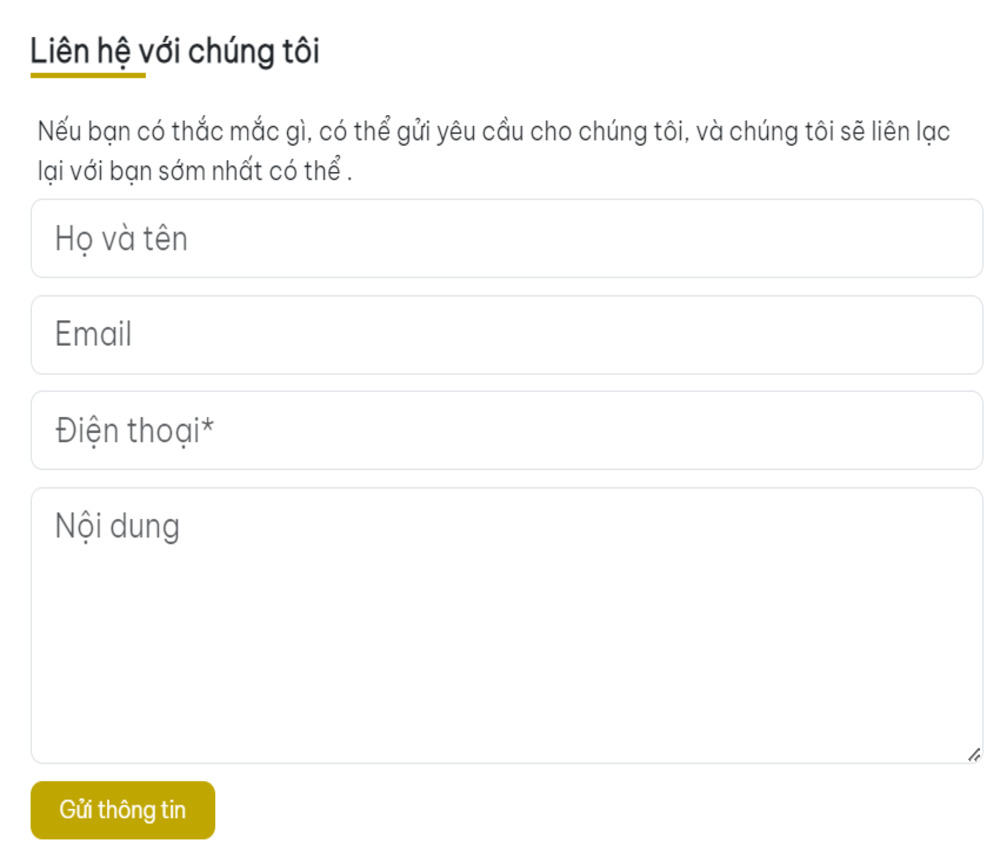 Liên hệ với chúng tôi
Nếu bạn có thắc mắc gì, có thể gửi yêu cầu cho chúng tôi, và chúng tôi sẽ liên lạc
lại với bạn sớm nhất có thể .
Họ và tên
Email
Điện thoại*
Nội dung
Gửi thông tin